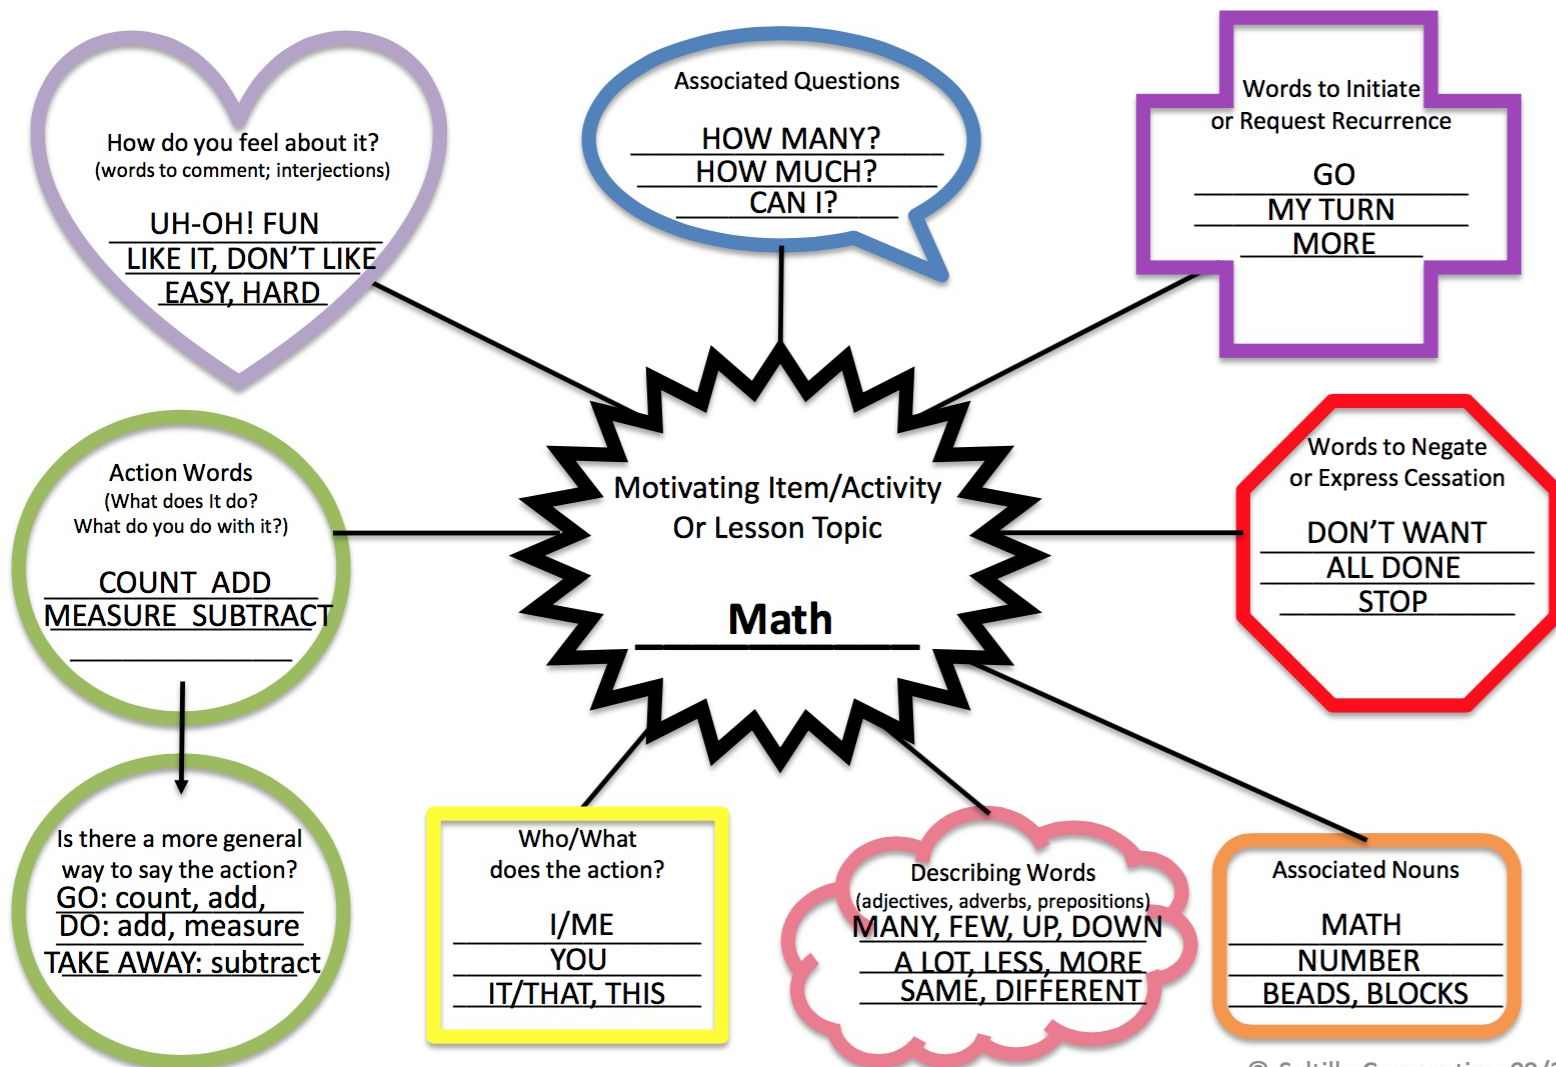 How do you feel about it?
(words to comment; interjections)
UH-OH! FUN
LIKE IT, DON’T LIKE
EASY, HARD
Associated Questions
HOW MANY?
HOW MUCH?
CAN I?
Words to Initiate
or Request Recurrence
GO
MY TURN
MORE
Action Words
(What does It do?
What do you do with it?)
COUNT  ADD
MEASURE  SUBTRACT
Motivating Item/Activity
Or Lesson Topic
Math
Words to Negate
or Express Cessation
DON’T WANT
ALL DONE
STOP
Is there a more general
way to say the action?
GO: count, add,
DO: add, measure
TAKE AWAY: subtract
Who/What
does the action?
I/ME
YOU
IT/THAT, THIS
Describing Words
(adjectives, adverbs, prepositions)
MANY, FEW, UP, DOWN
A LOT, LESS, MORE
SAME, DIFFERENT
Associated Nouns
MATH
NUMBER
BEADS, BLOCKS